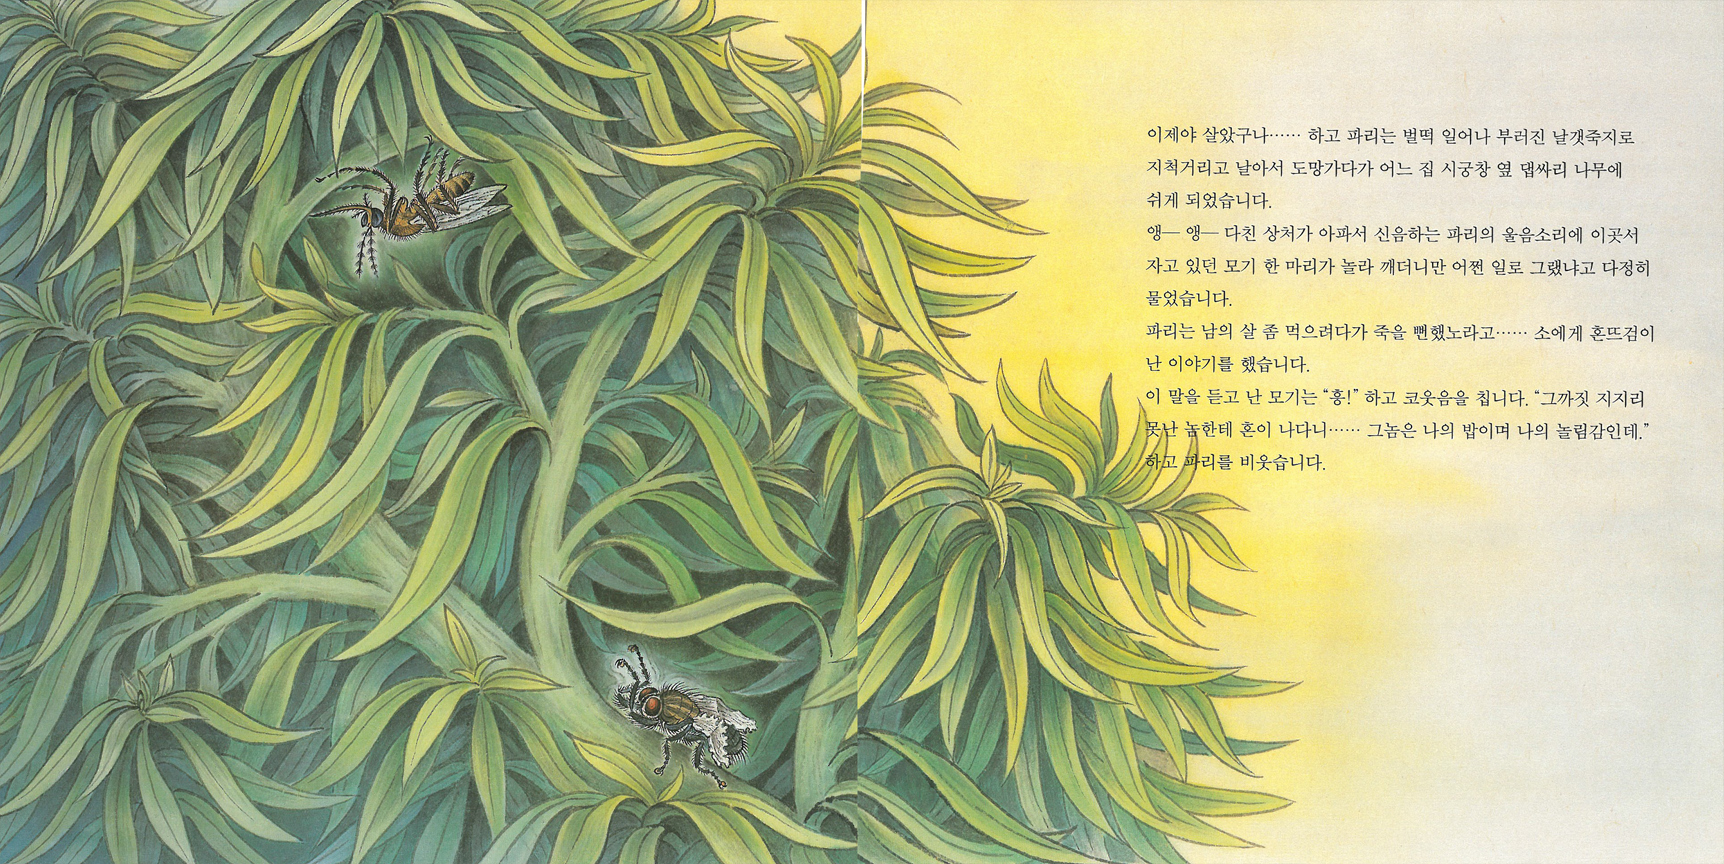 이제야 살았구나…… 하고 파리는 벌떡 일어나 부러진 날갯죽지로
지척거리고 날아서 도망가다가 어느 집 시궁창 옆 댑싸리 나무에
쉬게 되었습니다.
앵― 앵― 다친 상처가 아파서 신음하는 파리의 울음소리에 이곳서
자고 있던 모기 한 마리가 놀라 깨더니만 어쩐 일로 그랬냐고 다정히
물었습니다.
파리는 남의 살 좀 먹으려다가 죽을 뻔했노라고…… 소에게 혼뜨검이
난 이야기를 했습니다.
이 말을 듣고 난 모기는 “흥!” 하고 코웃음을 칩니다. “그까짓 지지리
못난 놈한테 혼이 나다니…… 그놈은 나의 밥이며 나의 놀림감인데.”
하고 파리를 비웃습니다.